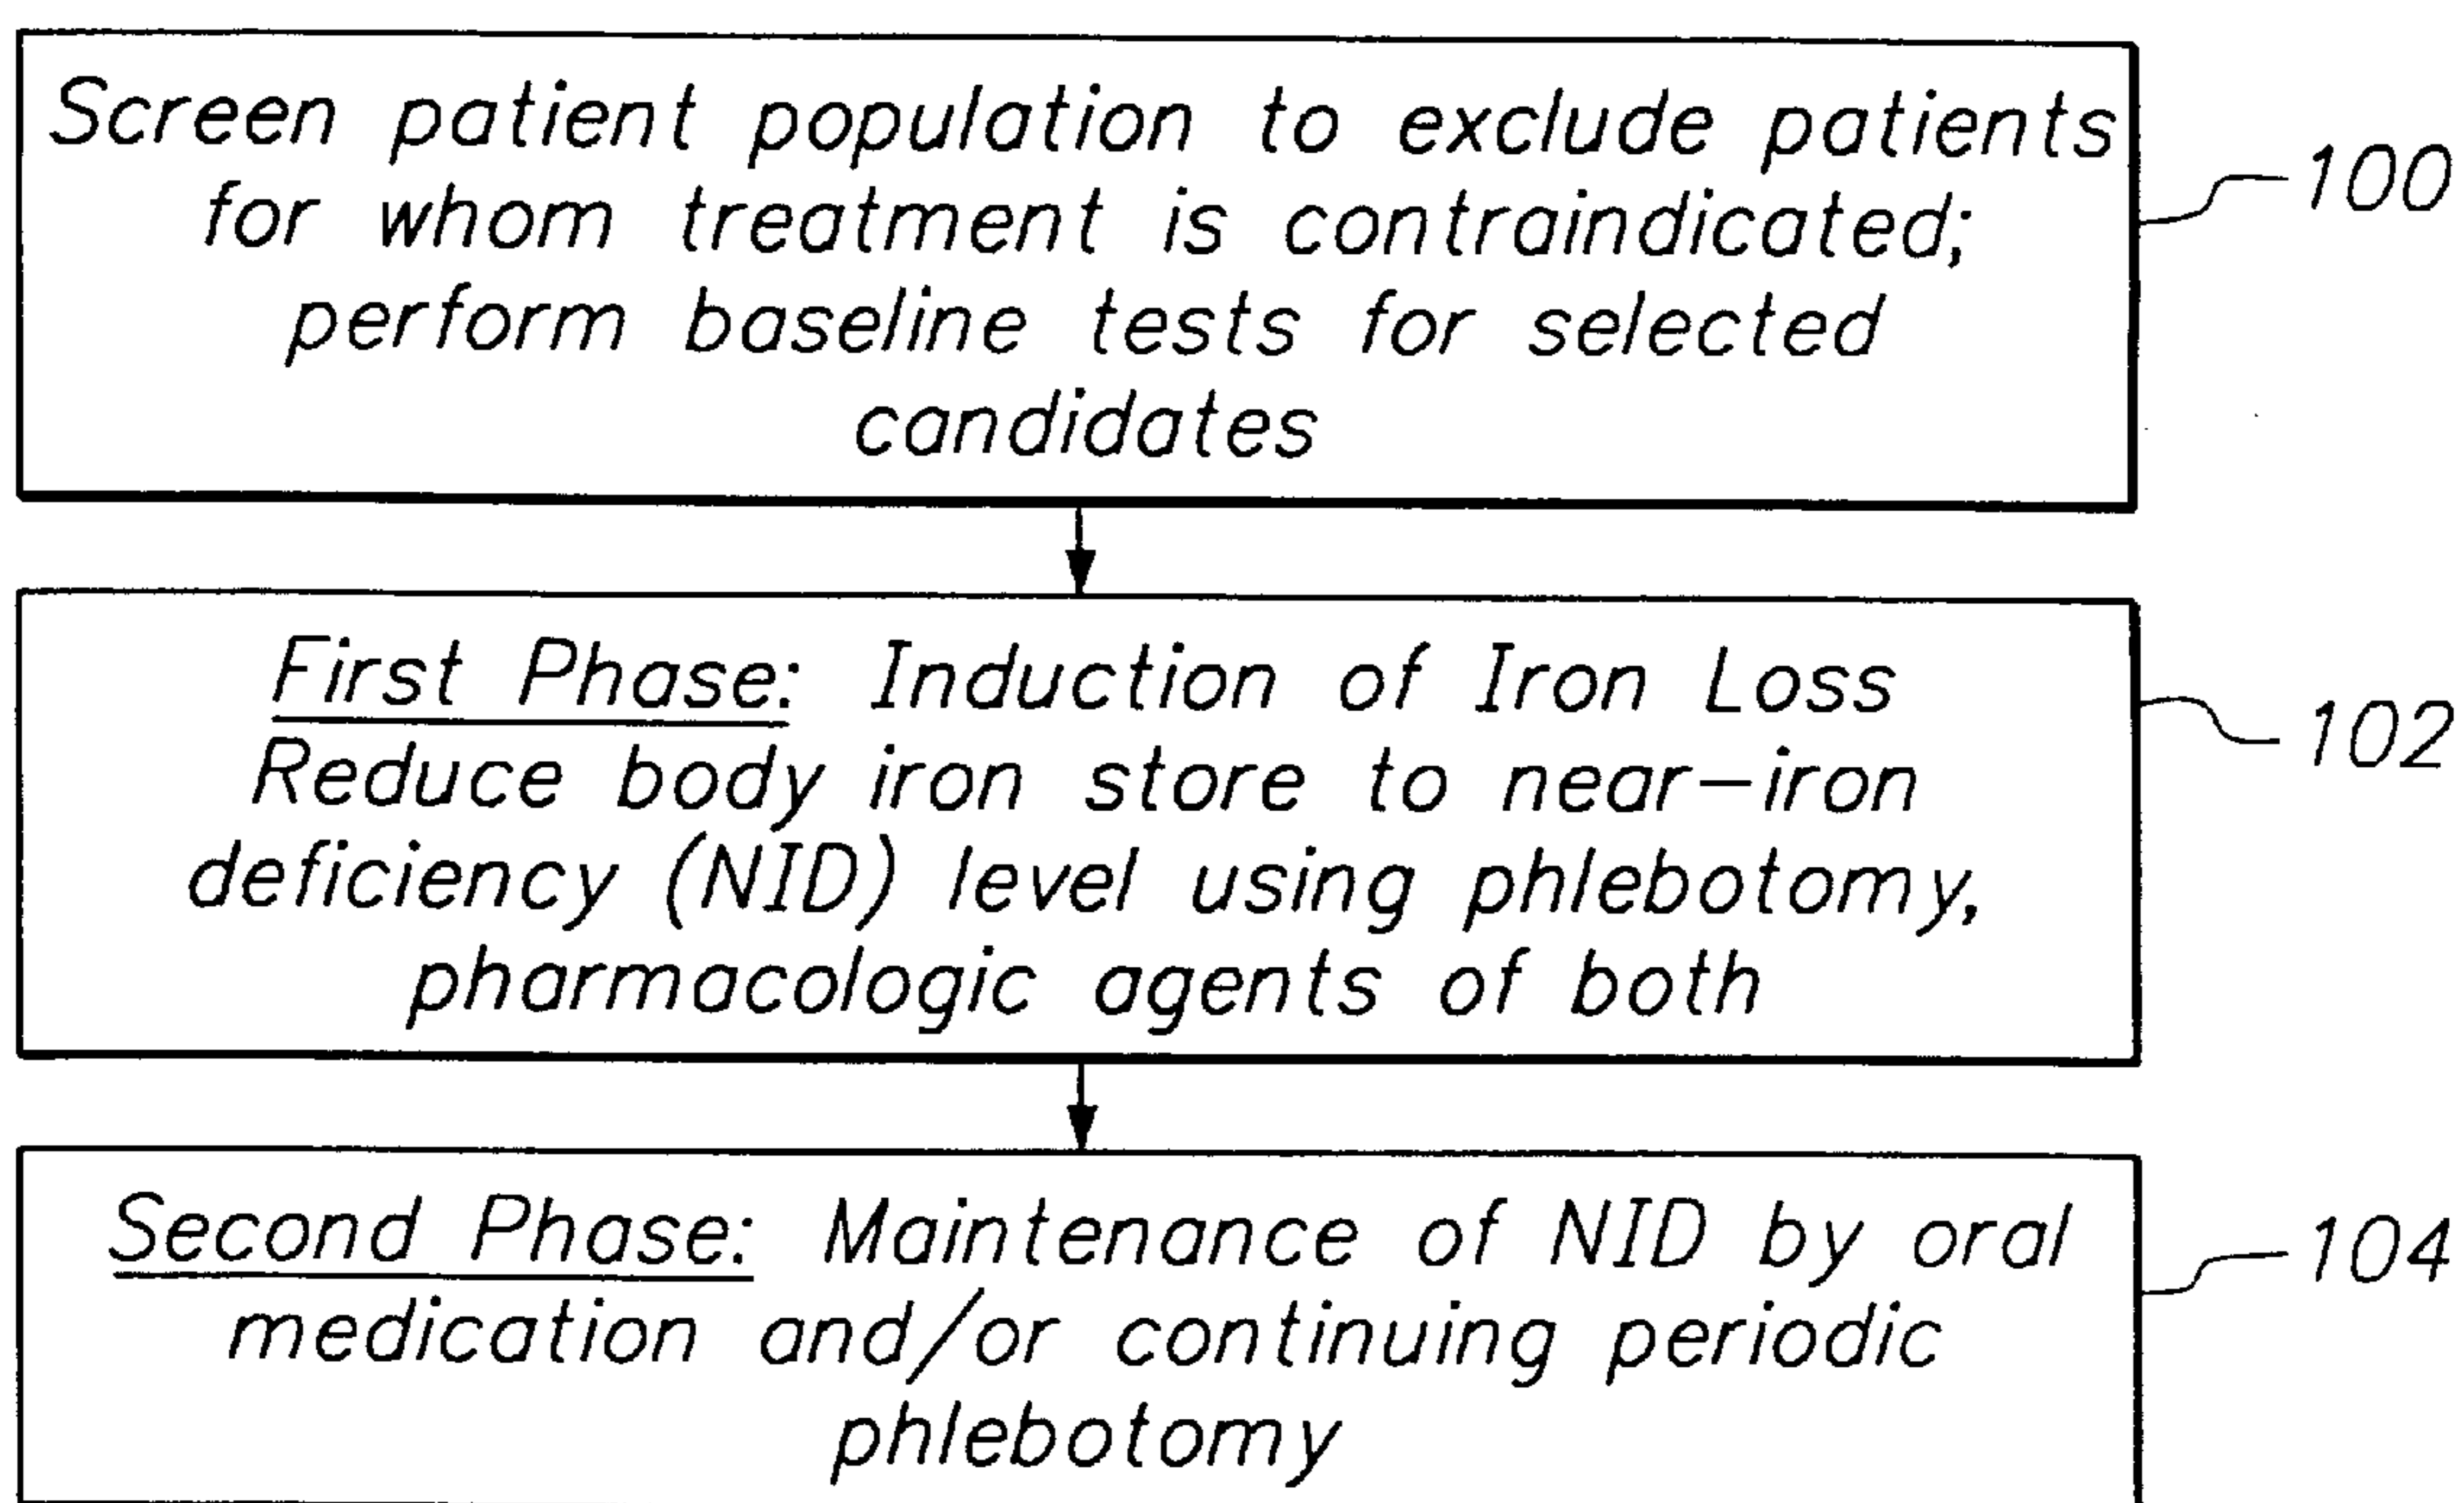 Screen patient population to exclude patients
for whom treatment is contraindicated;
perform baseline tests for selected
candidates
100
First Phase: Induction of Iron Loss
Reduce body iron store to near-iron
deficiency (NID) level using phlebotomy,
pharmacologic agents of both
102
Second Phase: Maintenance of NID by oral
medication and/or continuing periodic
phlebotomy
104